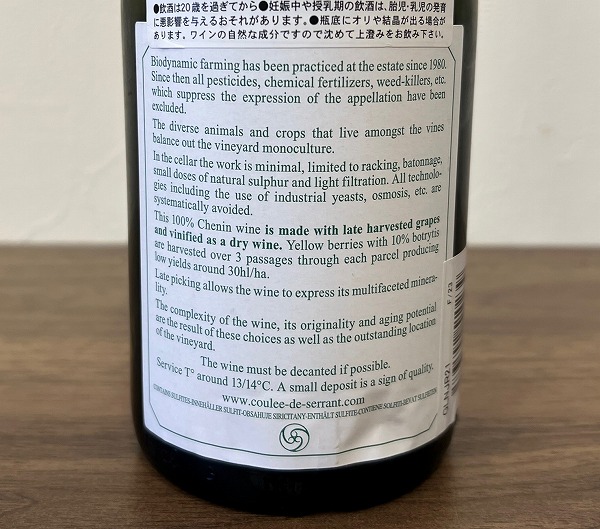 ●飲酒は20歳を過ぎてから●妊娠中や授乳期の飲酒は、胎児・乳児の発育
に悪影響を与えるおそれがあります。●瓶底にオリや結晶が出る場合が
あります。ワインの自然な成分ですので沈めて上澄みをお飲み下さい。
Biodynamic farming has been practiced at the estate since 1980.
Since then all pesticides, chemical fertilizers, weed-killers, etc.
which suppress the expression of the appellation have been
excluded.
The diverse animals and crops that live amongst the vines
balance out the vineyard monoculture.
In the cellar the work is minimal, limited to racking, batonnage,
small doses of natural sulphur and light filtration. All technolo-
gies including the use of industrial yeasts, osmosis, etc. are
systematically avoided.
This 100% Chenin wine is made with late harvested grapes
and vinified as a dry wine. Yellow berries with 10% botrytis
are harvested over 3 passages through each parcel producing
low yields around 30hl/ha.
Late picking allows the wine to express its multifaceted minera-
lity.
The complexity of the wine, its originality and aging potential
are the result of these choices as well as the outstanding location
of the vineyard.
The wine must be decanted if possible.
Service T° around 13/14°C. A small deposit is a sign of quality.
www.coulee-de-serrant.com
CONTAINS SULFITES-INNEHÅLLER SULFIT-OBSAHUJE SIRICITANY-ENTHÄLT SULFITE-CONTIENE SOLFITI-BEVAT SULFIETEN
F/23